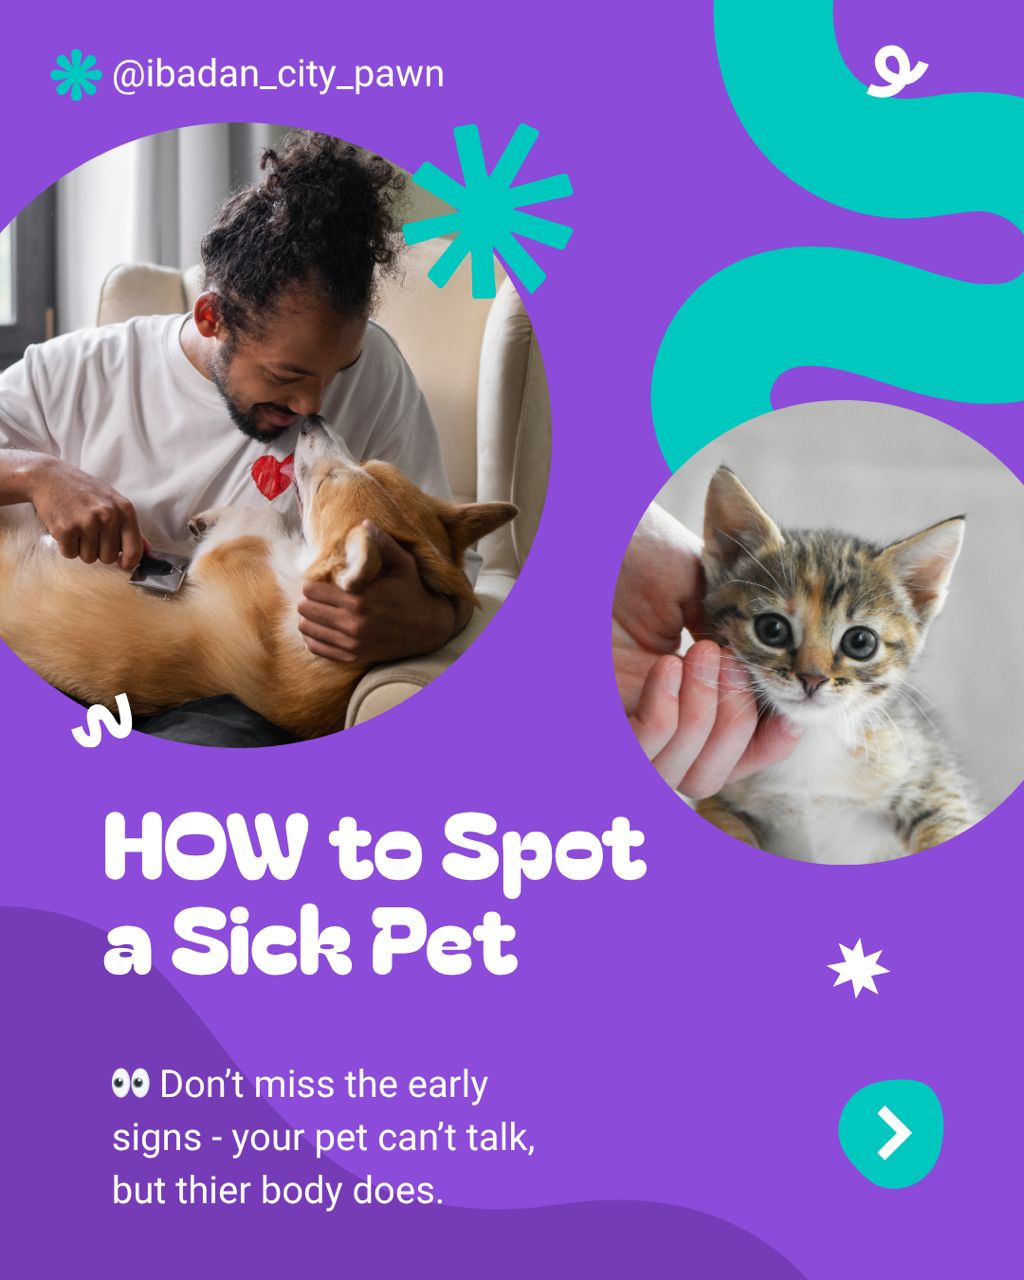 @ibadan_city_pawn
HOW to Spot
a Sick Pet
👀 Don't miss the early
signs - your pet can't talk,
but thier body does.